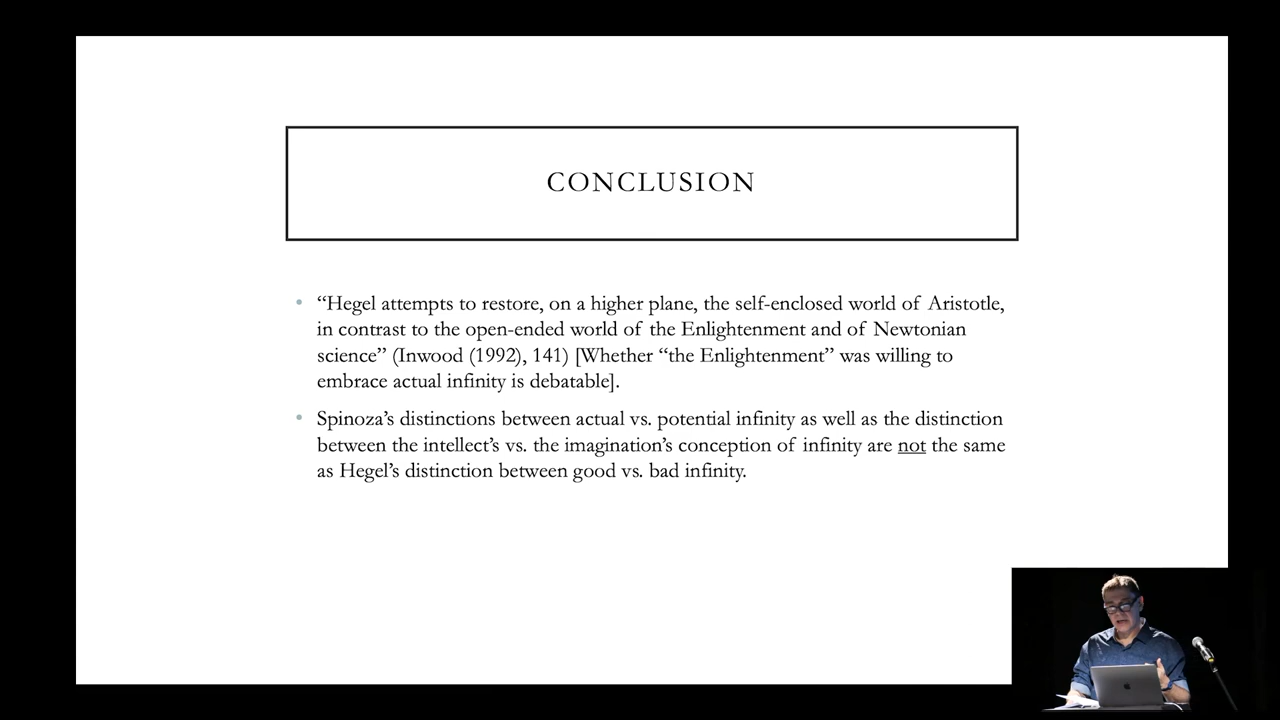 CONCLUSION
• “Hegel attempts to restore, on a higher plane, the self-enclosed world of Aristotle,
in contrast to the open-ended world of the Enlightenment and of Newtonian
science” (Inwood (1992), 141) [Whether “the Enlightenment” was willing to
embrace actual infinity is debatable].
• Spinoza’s distinctions between actual vs. potential infinity as well as the distinction
between the intellect’s vs. the imagination’s conception of infinity are not the same
as Hegel’s distinction between good vs. bad infinity.